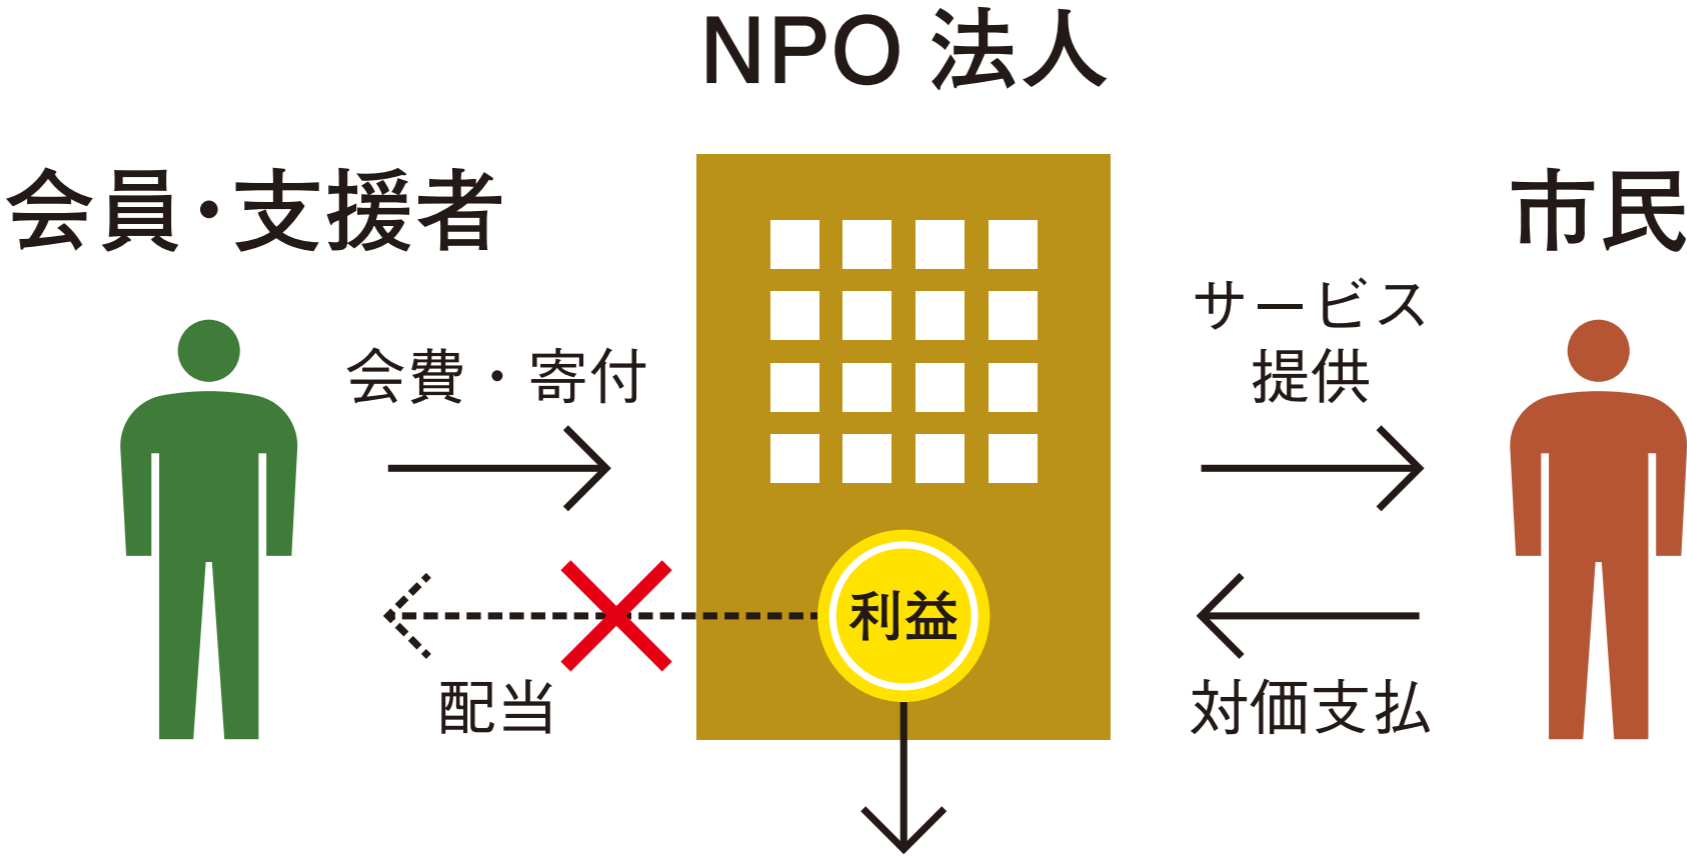 NPO 法人
会員・支援者
市民
会費・寄付
サービス
提供
利益
配当
対価支払